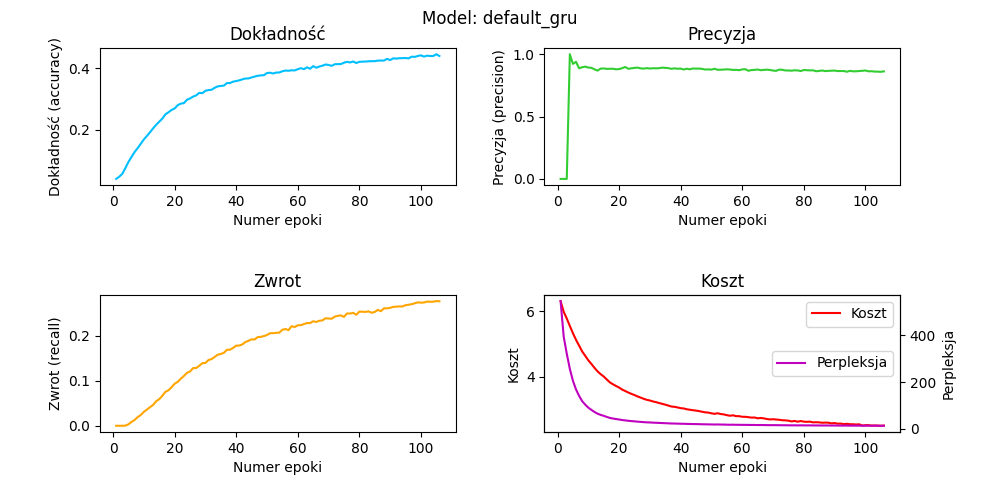 Model: default_gru
Dokładność
Dokładność (accuracy)
0.4
0.2
0 20 40 60 80 100
Numer epoki
Precyzja
Precyzja (precision)
1.0
0.5
0.0
0 20 40 60 80 100
Numer epoki
Zwrot
Zwrot (recall)
0.2
0.1
0.0
0 20 40 60 80 100
Numer epoki
Koszt
Koszt
6
4
Koszt
Perpleksja
400
200
0
Perpleksja
0 20 40 60 80 100
Numer epoki